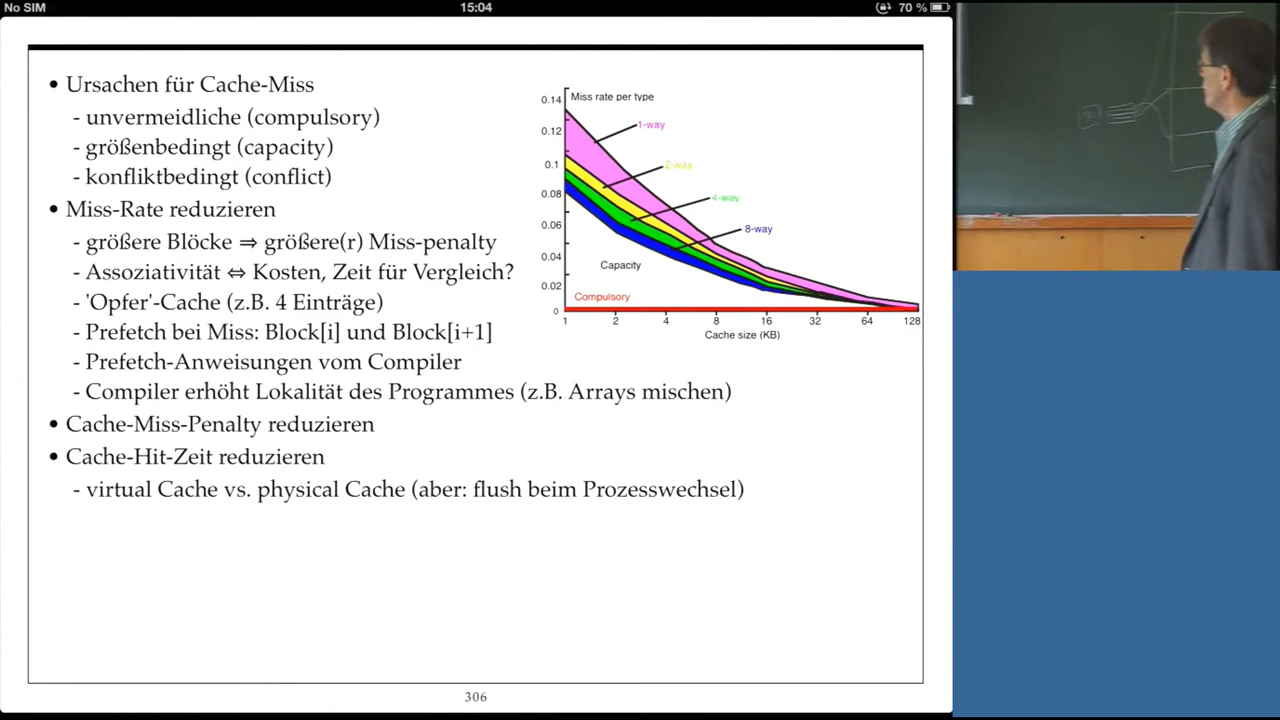 No SIM
15:04
70 %
• Ursachen für Cache-Miss
- unvermeidliche (compulsory)
- größenbedingt (capacity)
- konfliktbedingt (conflict)
• Miss-Rate reduzieren
- größere Blöcke ⇒ größere(r) Miss-penalty
- Assoziativität ⇔ Kosten, Zeit für Vergleich?
- 'Opfer'-Cache (z.B. 4 Einträge)
- Prefetch bei Miss: Block[i] und Block[i+1]
- Prefetch-Anweisungen vom Compiler
- Compiler erhöht Lokalität des Programmes (z.B. Arrays mischen)
• Cache-Miss-Penalty reduzieren
• Cache-Hit-Zeit reduzieren
- virtual Cache vs. physical Cache (aber: flush beim Prozesswechsel)
Miss rate per type
0.14
0.12
0.1
0.08
0.06
0.04
0.02
0
1-way
2-way
4-way
8-way
Capacity
Compulsory
1 2 4 8 16 32 64 128
Cache size (KB)
306